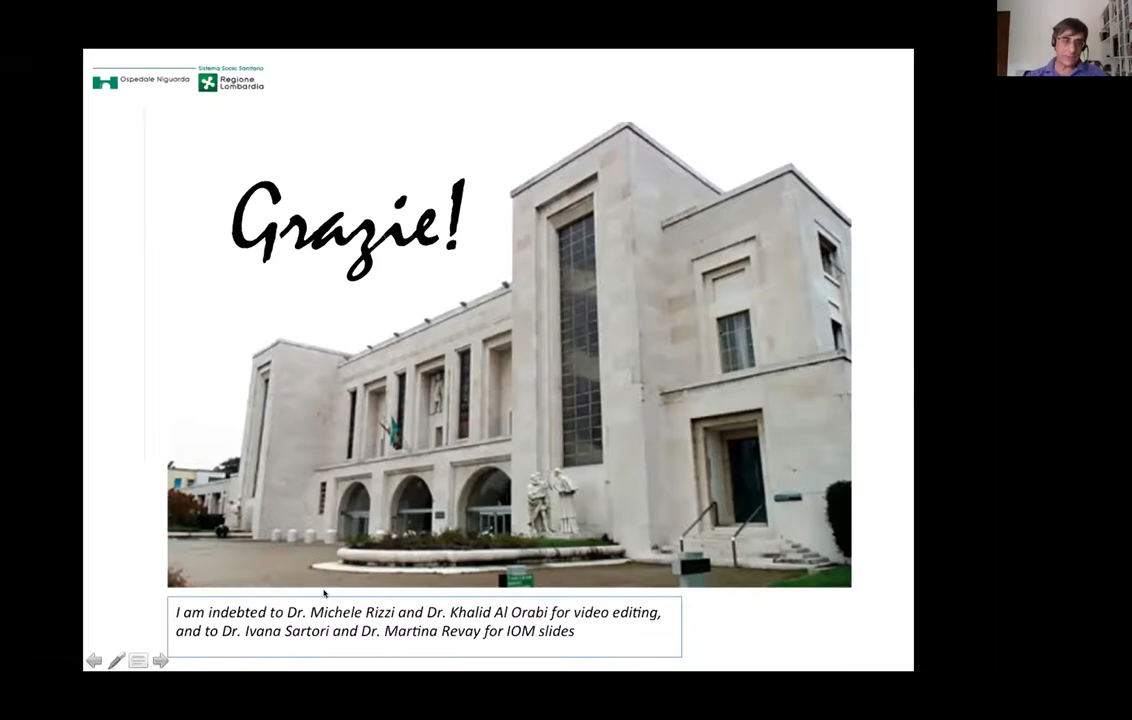 Sistema Socio Sanitario
Ospedale Niguarda
Regione
Lombardia
Grazie!
I am indebted to Dr. Michele Rizzi and Dr. Khalid Al Orabi for video editing,
and to Dr. Ivana Sartori and Dr. Martina Revay for IOM slides